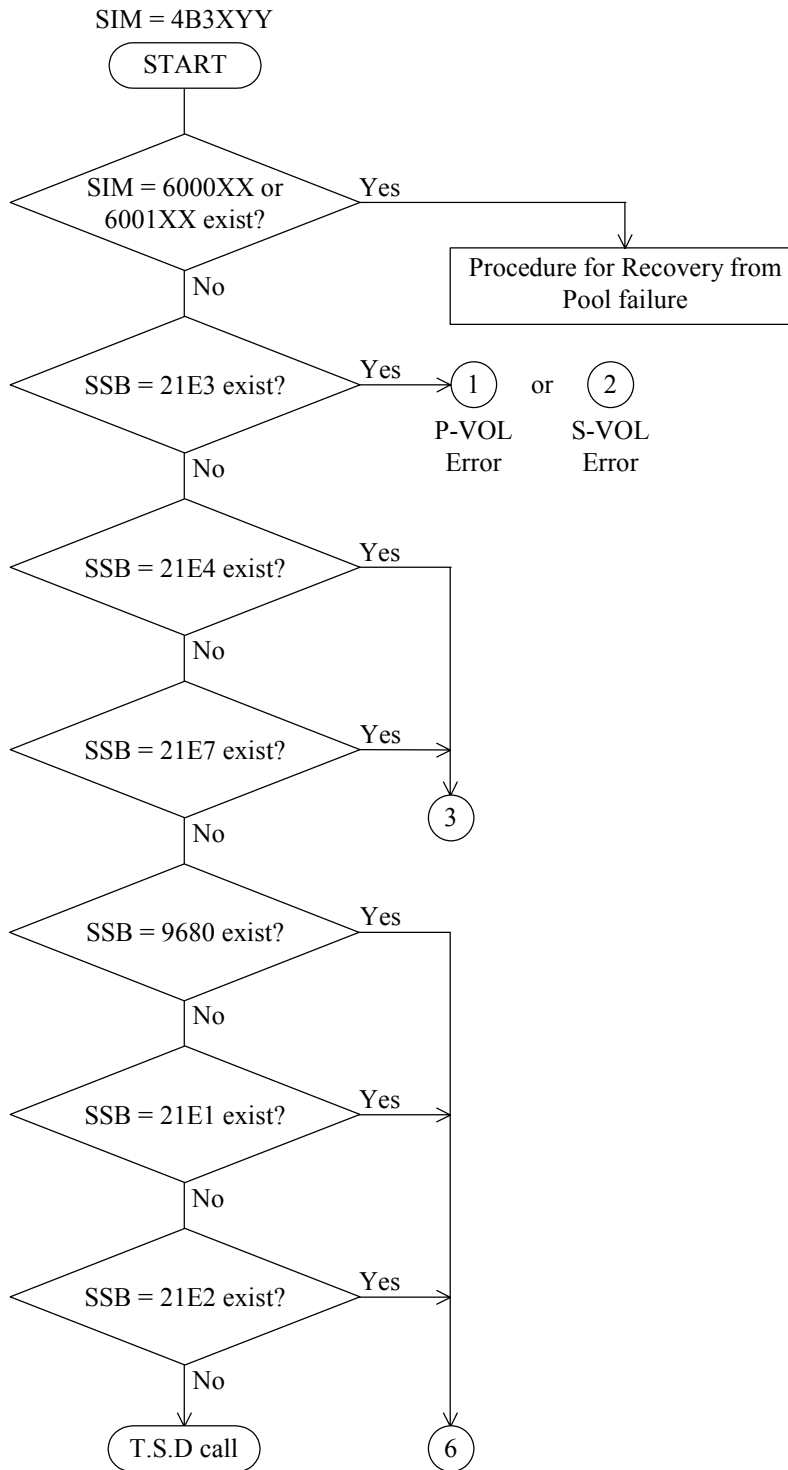 SIM = 4B3XYY
START
SIM = 6000XX or
6001XX exist?
Yes
Procedure for Recovery from
Pool failure
No
SSB = 21E3 exist?
Yes
1 or 2
P-VOL
Error
S-VOL
Error
No
SSB = 21E4 exist?
Yes
No
SSB = 21E7 exist?
Yes
3
No
SSB = 9680 exist?
Yes
No
SSB = 21E1 exist?
Yes
No
SSB = 21E2 exist?
Yes
No
T.S.D call
6